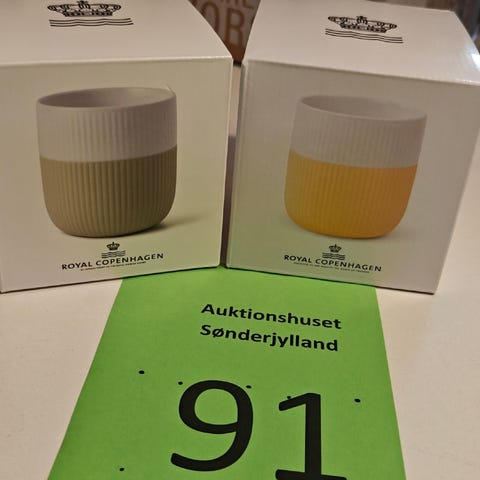 ROYAL COPENHAGEN
ROYAL COPENHAGEN
Auktionshuset
Sønderjylland
91